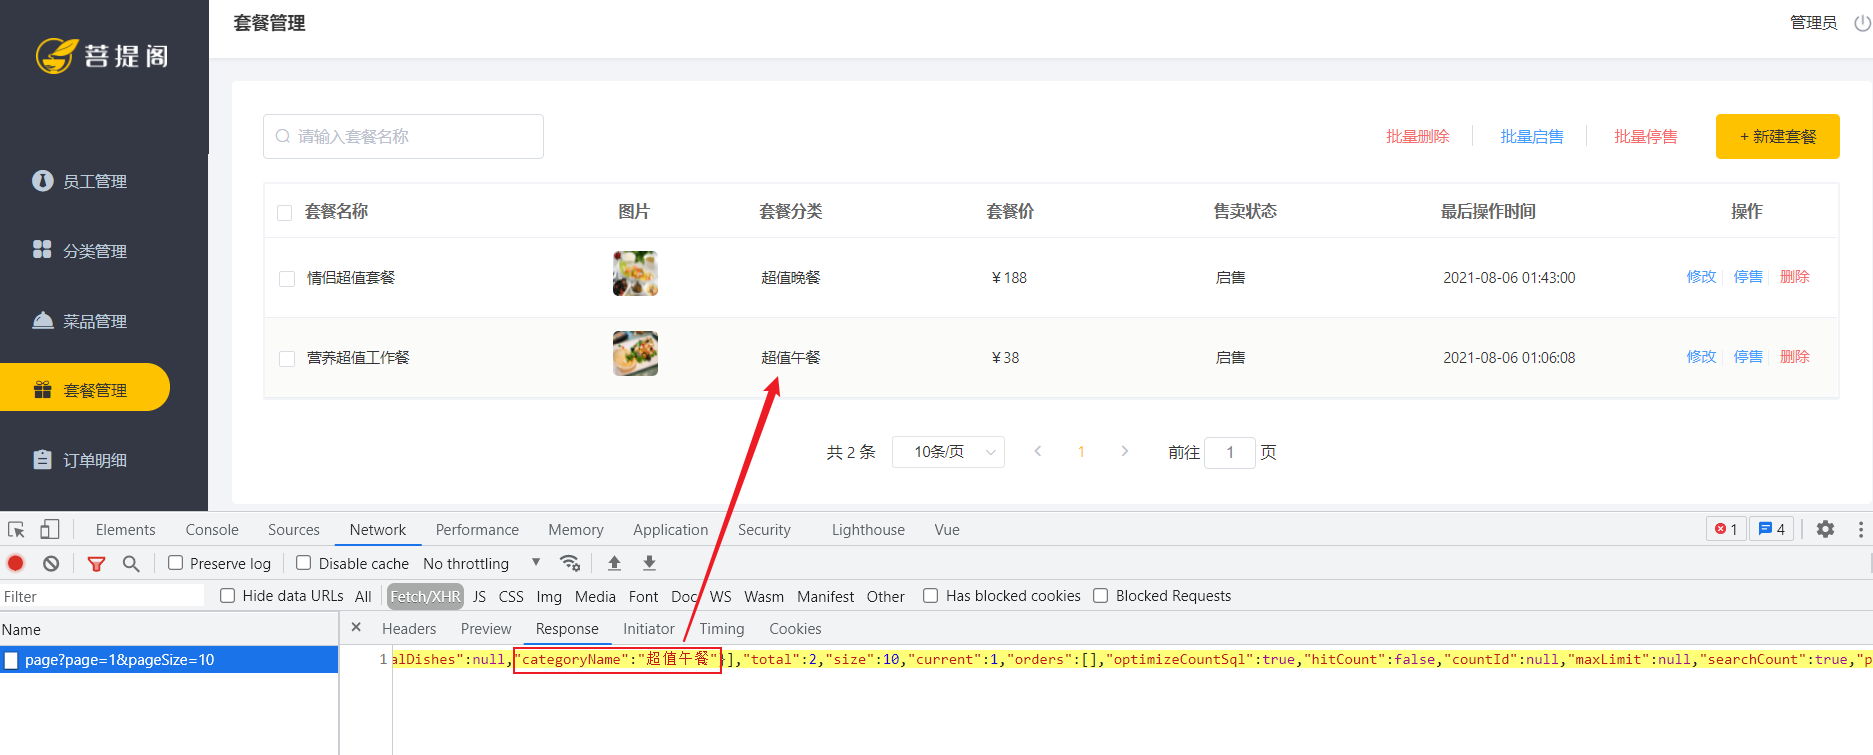 套餐管理
管理员
菩提阁
请输入套餐名称
批量删除 批量启售 批量停售 + 新建套餐
员工管理
分类管理
菜品管理
套餐管理
订单明细
套餐名称 图片 套餐分类 套餐价 售卖状态 最后操作时间 操作
情侣超值套餐 超值晚餐 ￥188 启售 2021-08-06 01:43:00 修改 停售 删除
营养超值工作餐 超值午餐 ￥38 启售 2021-08-06 01:06:08 修改 停售 删除
共 2 条 10条/页 1 前往 1 页
Elements Console Sources Network Performance Memory Application Security Lighthouse Vue 1 4
Preserve log Disable cache No throttling
Filter Hide data URLs All Fetch/XHR JS CSS Img Media Font Doc WS Wasm Manifest Other Has blocked cookies Blocked Requests
Name Headers Preview Response Initiator Timing Cookies
page?page=1&pageSize=10
1 alDishes":null,"categoryName":"超值午餐"}],"total":2,"size":10,"current":1,"orders":[],"optimizeCountSql":true,"hitCount":false,"countId":null,"maxLimit":null,"searchCount":true,"p